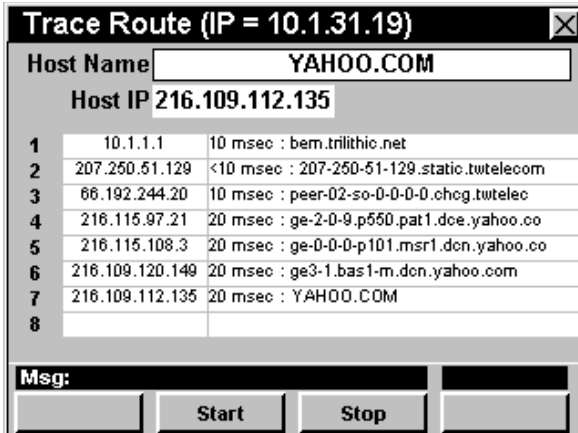 Trace Route (IP = 10.1.31.19)
Host Name YAHOO.COM
Host IP 216.109.112.135
1 10.1.1.1 10 msec : bem.trilithic.net
2 207.250.51.129 <10 msec : 207-250-51-129.static.twtelecom
3 66.192.244.20 10 msec : peer-02-so-0-0-0-0.chcg.twtelec
4 216.115.97.21 20 msec : ge-2-0-9.p550.pat1.dce.yahoo.co
5 216.115.108.3 20 msec : ge-0-0-0-p101.msr1.dcn.yahoo.co
6 216.109.120.149 20 msec : ge3-1.bas1-m.dcn.yahoo.com
7 216.109.112.135 20 msec : YAHOO.COM
8
Msg:
Start Stop